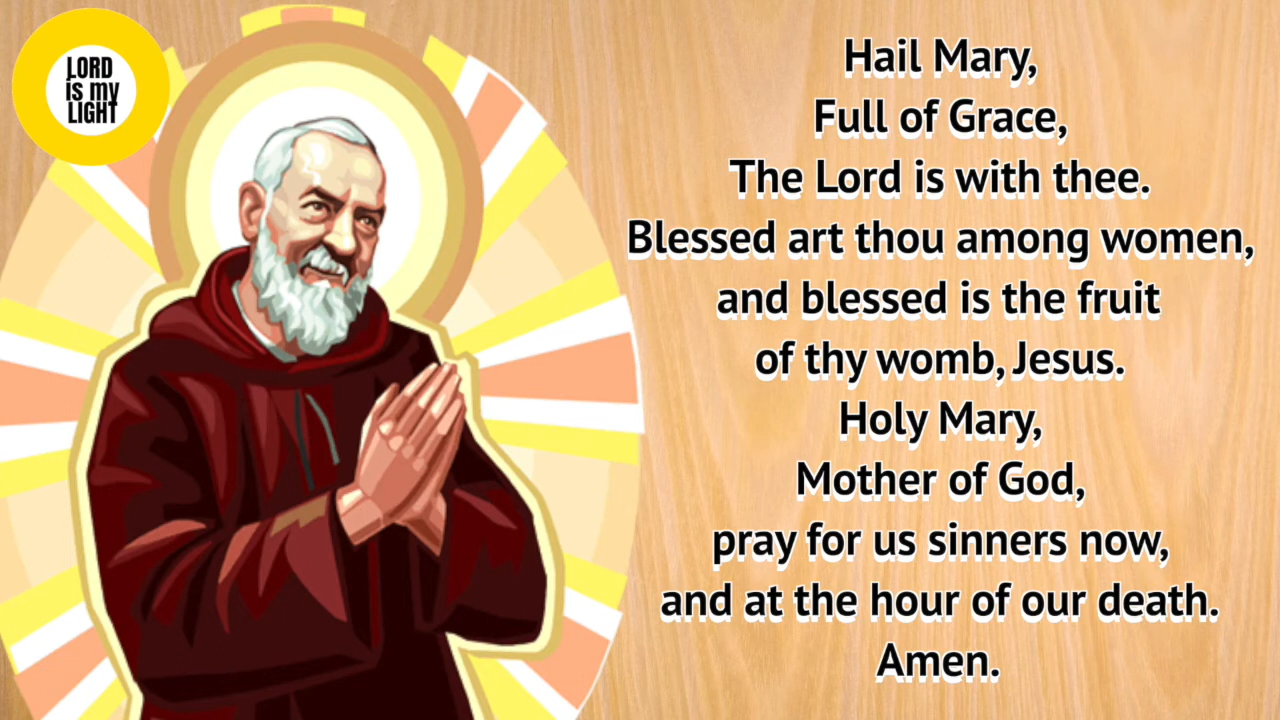 LORD
is my
LIGHT
Hail Mary,
Full of Grace,
The Lord is with thee.
Blessed art thou among women,
and blessed is the fruit
of thy womb, Jesus.
Holy Mary,
Mother of God,
pray for us sinners now,
and at the hour of our death.
Amen.